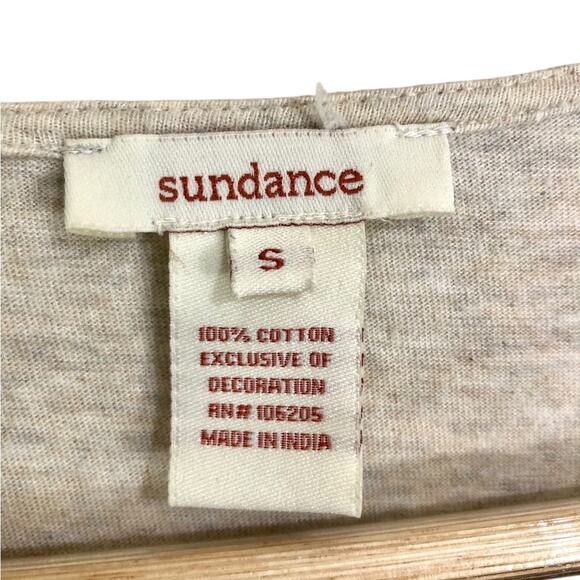 sundance
S
100% COTTON
EXCLUSIVE OF
DECORATION
RN# 106205
MADE IN INDIA